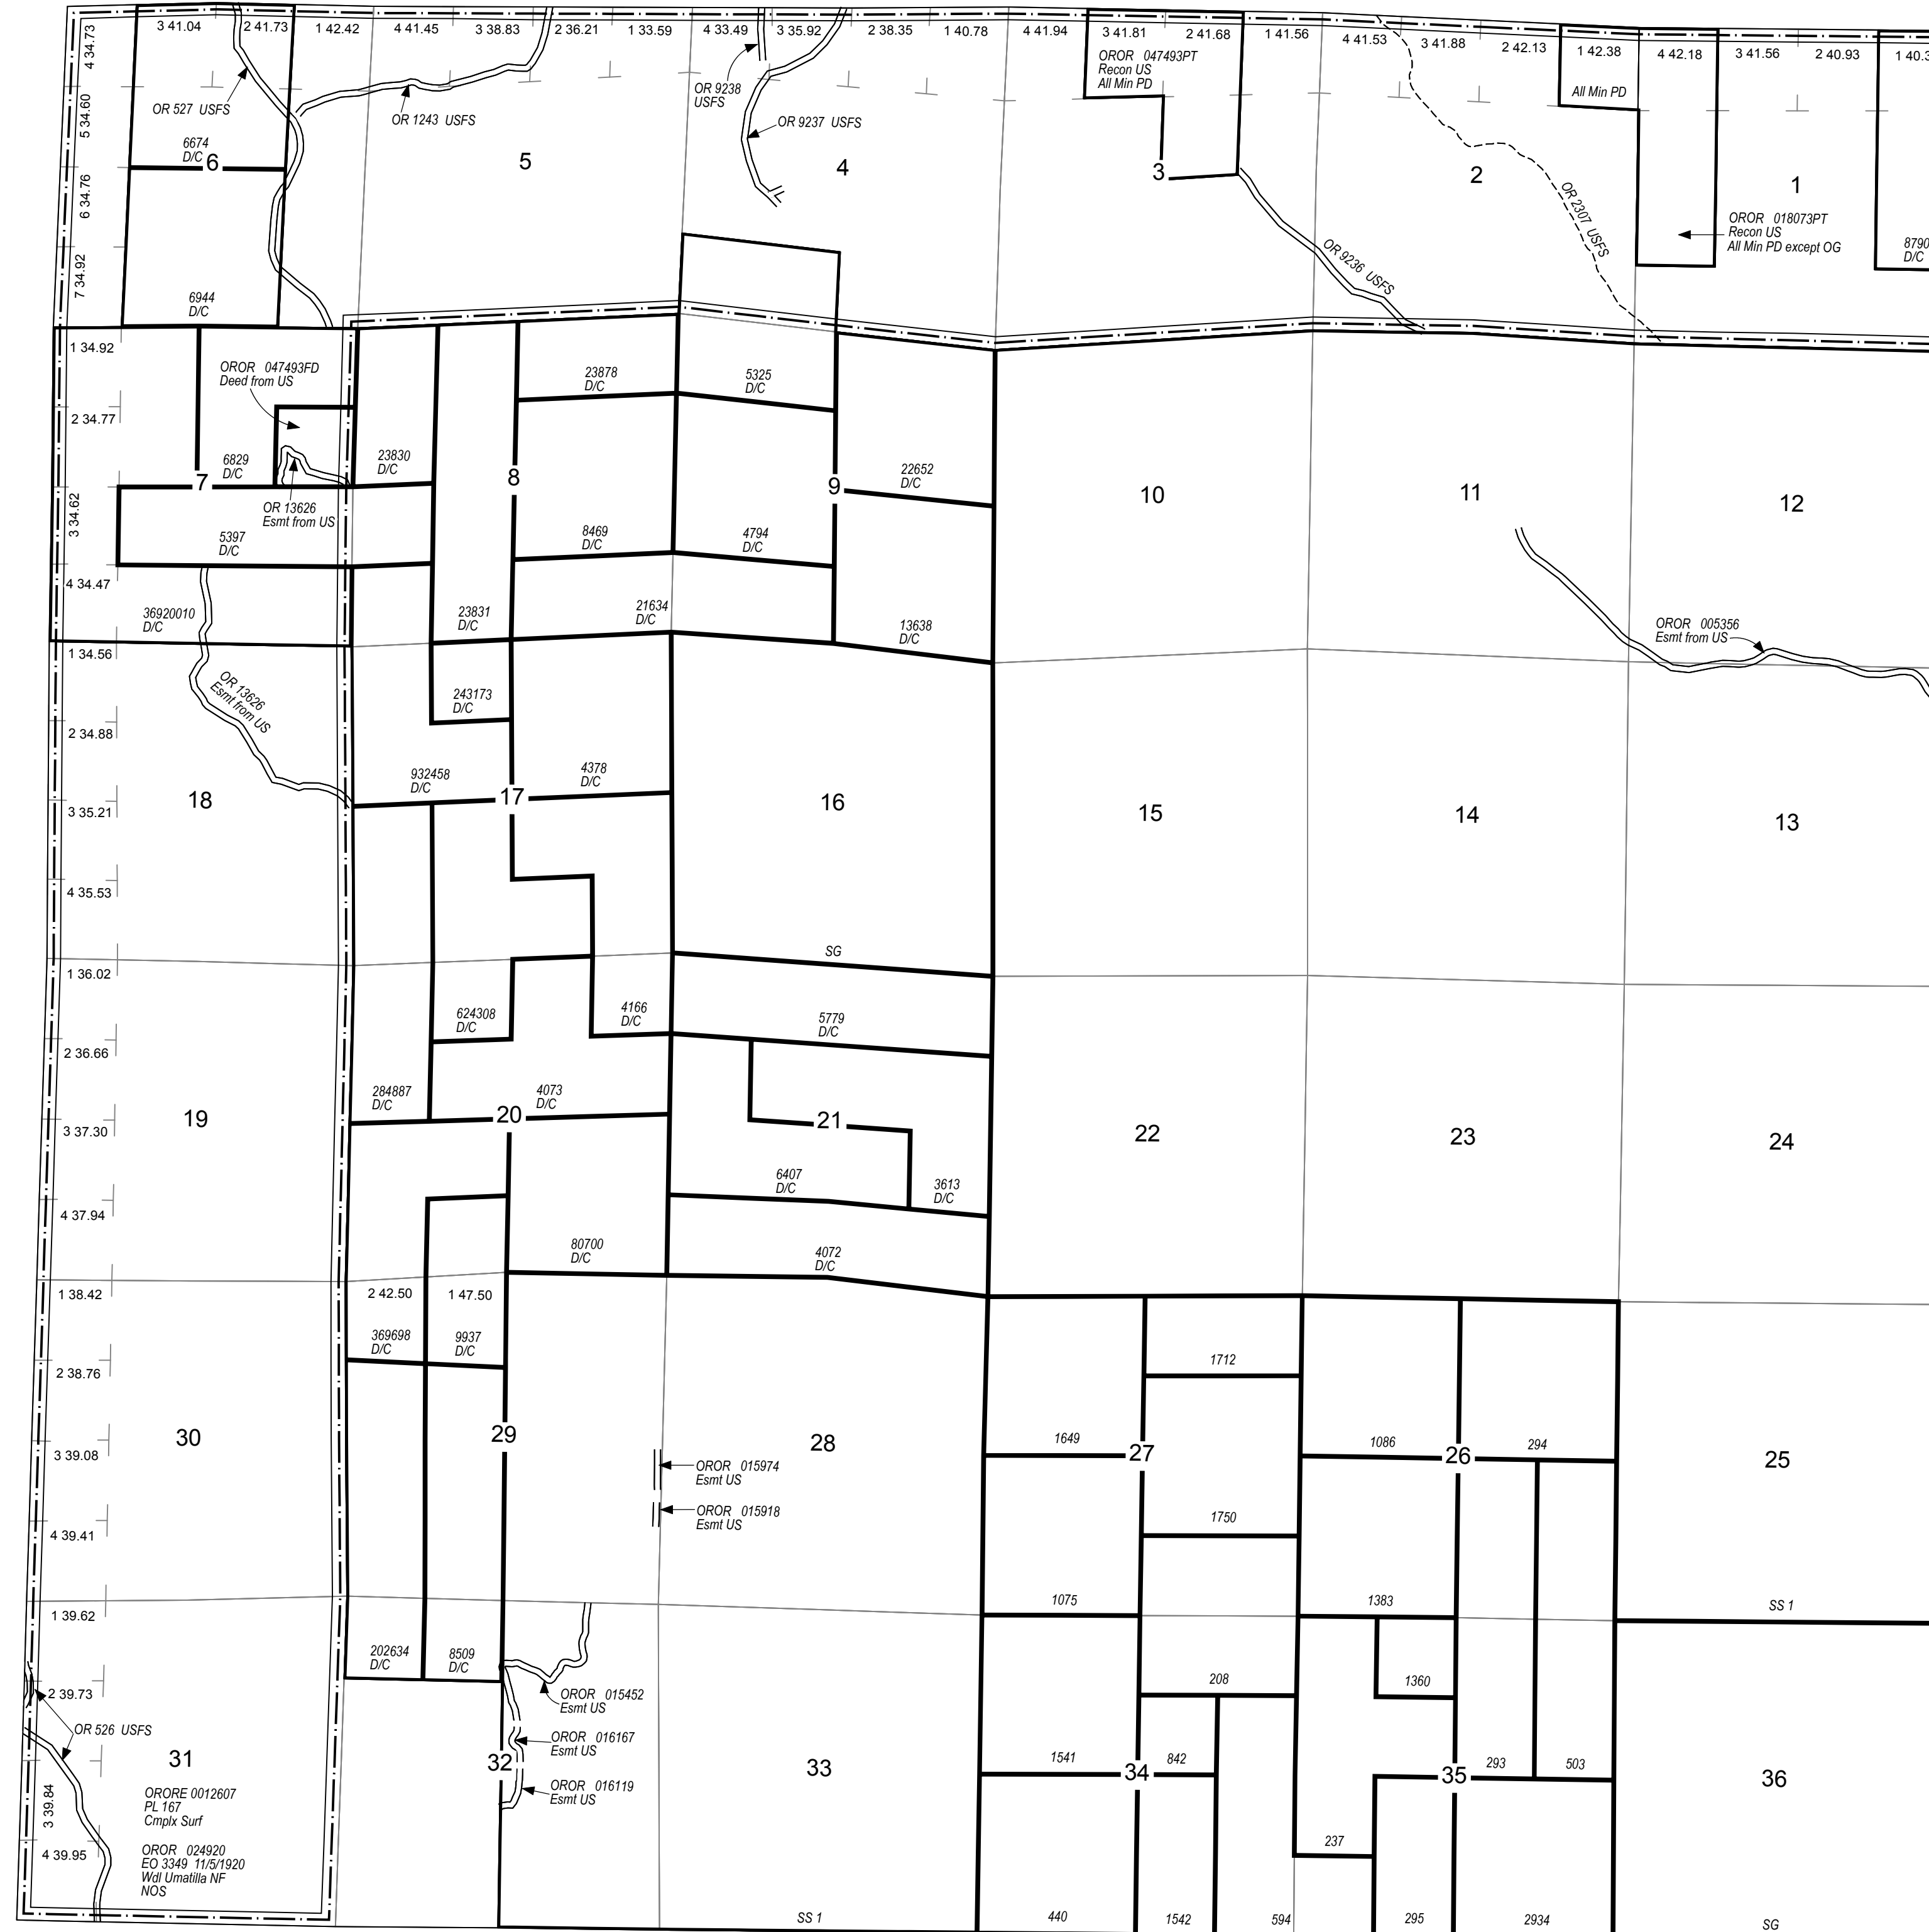 3 41.04
2 41.73
1 42.42
4 41.45
3 38.83
2 36.21
1 33.59
4 33.49
3 35.92
2 38.35
1 40.78
4 41.94
3 41.81
2 41.68
1 41.56
4 41.53
3 41.88
2 42.13
1 42.38
4 42.18
3 41.56
2 40.93
4 34.73
5 34.60
6 34.76
7 34.92
OR 527 USFS
OR 1243 USFS
OR 9238
USFS
OR 9237 USFS
OROR 047493PT
Recon US
All Min PD
All Min PD
OR 2307 USFS
OR 9236 USFS
OROR 018073PT
Recon US
All Min PD except OG
8790
D/C
6674
D/C
6
5
4
3
2
1
6944
D/C
1 34.92
2 34.77
3 34.62
4 34.47
OROR 047493FD
Deed from US
23878
D/C
5325
D/C
6829
D/C
7
23830
D/C
8
9
22652
D/C
10
11
12
OR 13626
Esmt from US
5397
D/C
8469
D/C
4794
D/C
36920010
D/C
23831
D/C
21634
D/C
13638
D/C
OROR 005356
Esmt from US
1 34.56
2 34.88
3 35.21
4 35.53
OR 13626
Esmt from US
243173
D/C
932458
D/C
4378
D/C
18
17
16
15
14
13
SG
1 36.02
2 36.66
3 37.30
4 37.94
624308
D/C
4166
D/C
5779
D/C
284887
D/C
4073
D/C
19
20
21
22
23
24
6407
D/C
3613
D/C
80700
D/C
4072
D/C
1 38.42
2 38.76
3 39.08
4 39.41
2 42.50
1 47.50
369698
D/C
9937
D/C
1712
1649
1086
294
30
29
28
27
26
25
OROR 015974
Esmt US
OROR 015918
Esmt US
1750
1075
1383
SS 1
1 39.62
2 39.73
3 39.84
4 39.95
202634
D/C
8509
D/C
OROR 015452
Esmt US
OROR 016167
Esmt US
OROR 016119
Esmt US
OR 526 USFS
208
1360
1541
842
293
503
31
32
33
34
35
36
ORORE 0012607
PL 167
Cmplx Surf
OROR 024920
EO 3349 11/5/1920
Wdl Umatilla NF
NOS
237
SS 1
440
1542
594
295
2934
SG